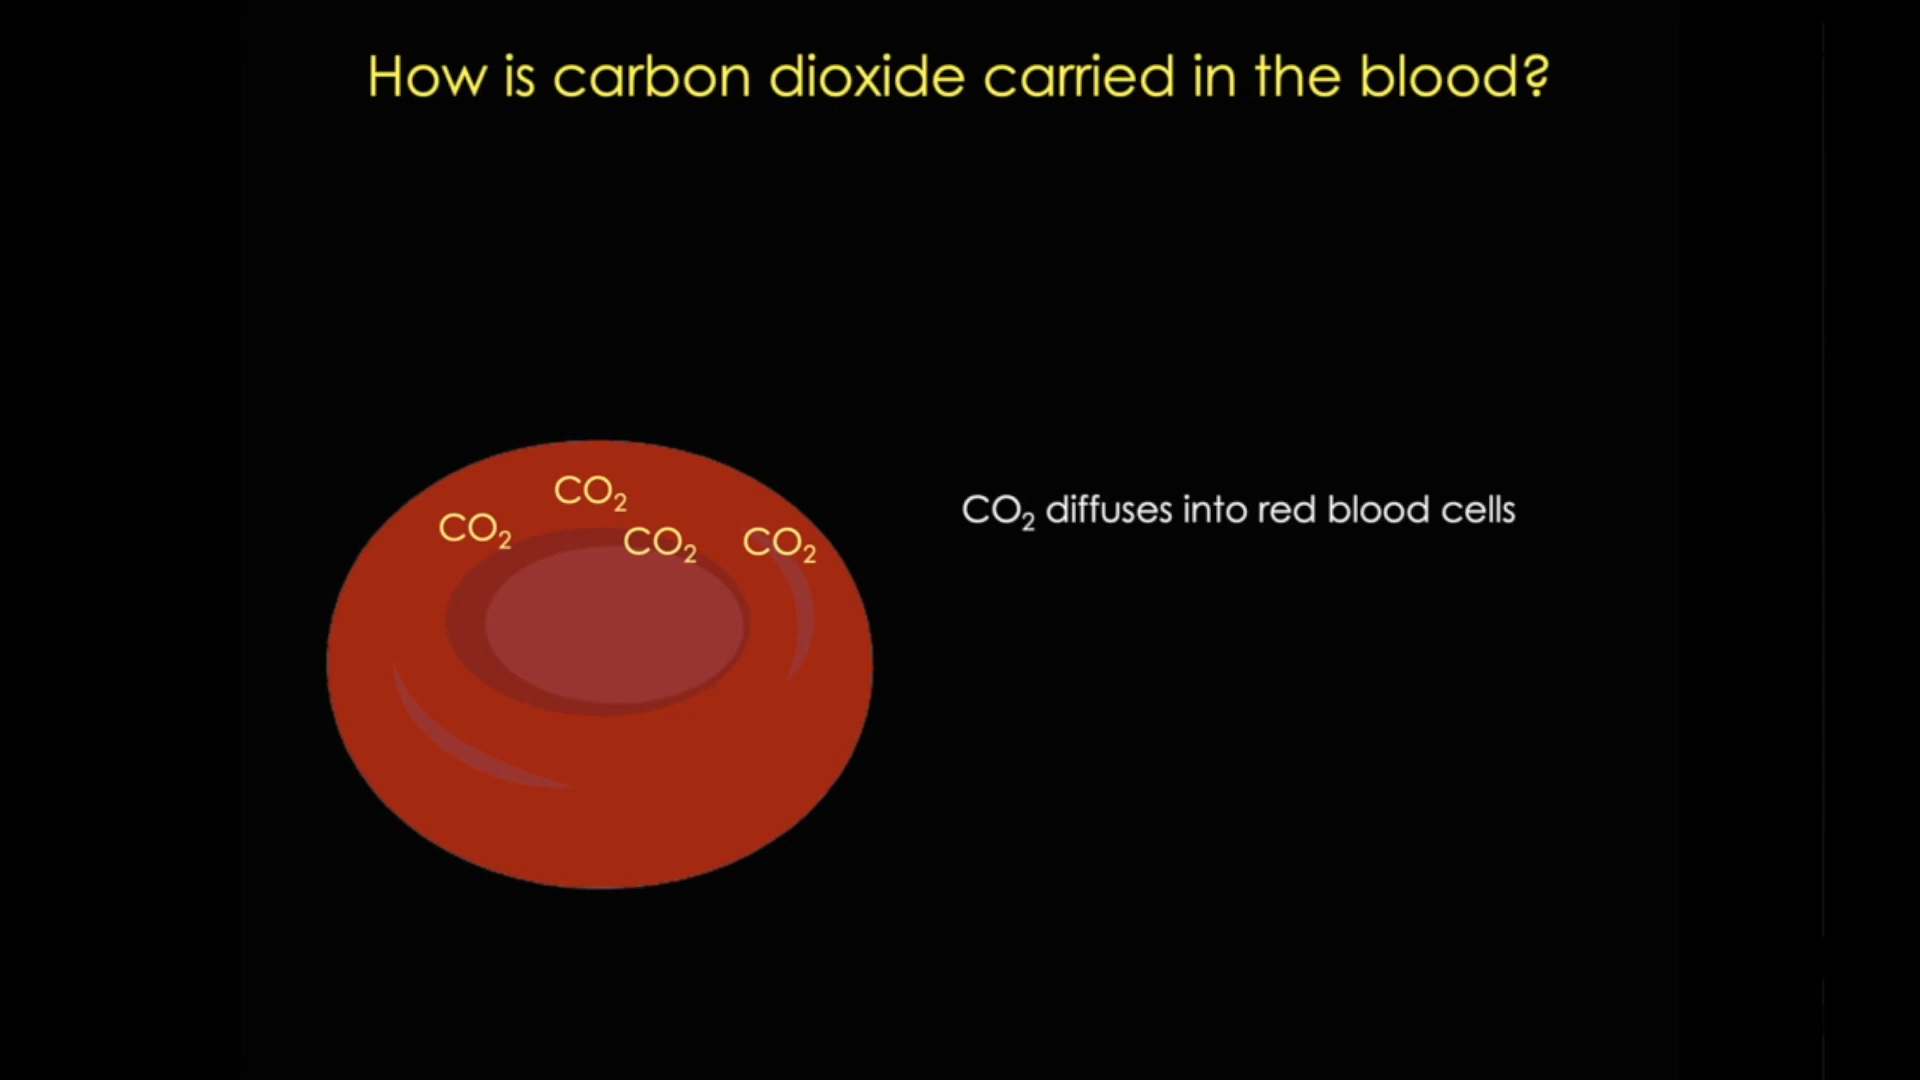 How is carbon dioxide carried in the blood?
CO₂
CO₂
CO₂
CO₂
CO₂ diffuses into red blood cells